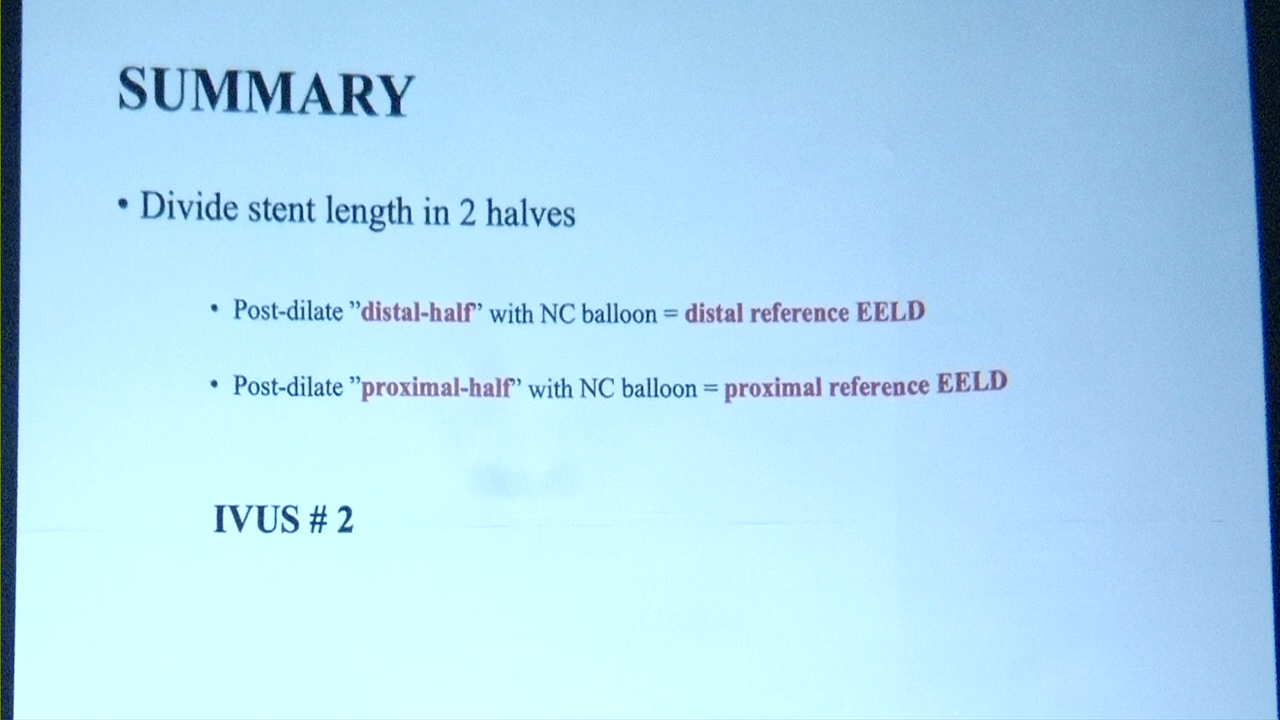 SUMMARY
• Divide stent length in 2 halves
• Post-dilate ”distal-half” with NC balloon = distal reference EELD
• Post-dilate ”proximal-half” with NC balloon = proximal reference EELD
IVUS # 2